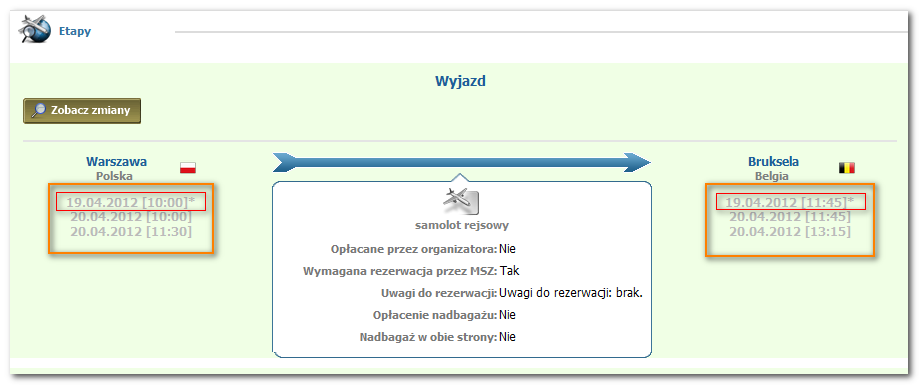 Etapy
Wyjazd
Zobacz zmiany
Warszawa
Polska
19.04.2012 [10:00]*
20.04.2012 [10:00]
20.04.2012 [11:30]
samolot rejsowy
Opłacane przez organizatora: Nie
Wymagana rezerwacja przez MSZ: Tak
Uwagi do rezerwacji: Uwagi do rezerwacji: brak.
Opłacenie nadbagażu: Nie
Nadbagaż w obie strony: Nie
Bruksela
Belgia
19.04.2012 [11:45]*
20.04.2012 [11:45]
20.04.2012 [13:15]